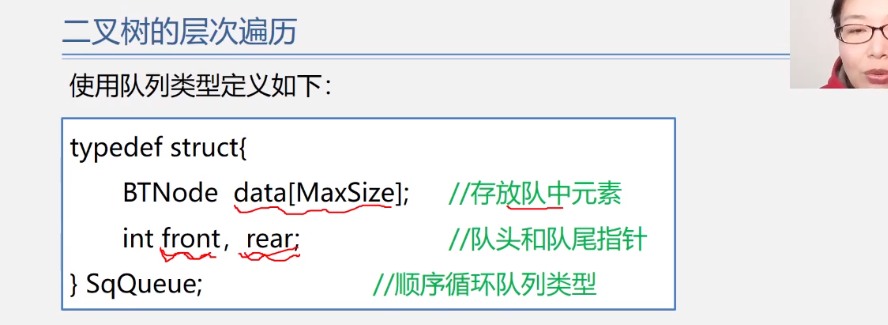 二叉树的层次遍历
使用队列类型定义如下：
typedef struct{
BTNode data[MaxSize]; //存放队中元素
int front，rear; //队头和队尾指针
} SqQueue; //顺序循环队列类型